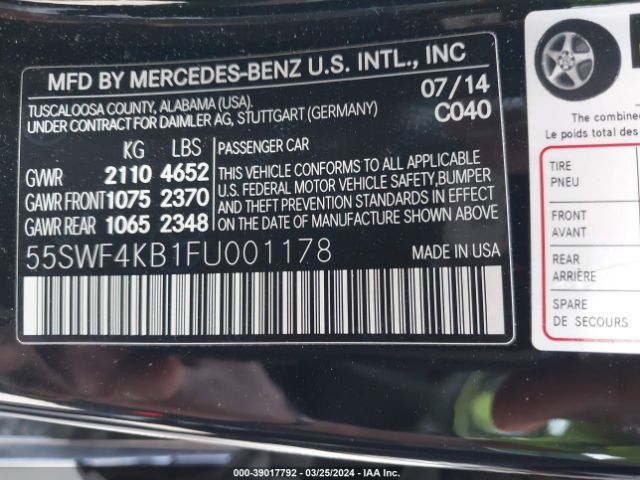 MFD BY MERCEDES-BENZ U.S. INTL., INC
TUSCALOOSA COUNTY, ALABAMA (USA).
UNDER CONTRACT FOR DAIMLER AG, STUTTGART (GERMANY)
07/14
C040
KG LBS
GVWR 2110 4652
GAWR FRONT 1075 2370
GAWR REAR 1065 2348
PASSENGER CAR
THIS VEHICLE CONFORMS TO ALL APPLICABLE
U.S. FEDERAL MOTOR VEHICLE SAFETY,BUMPER
AND THEFT PREVENTION STANDARDS IN EFFECT
ON THE DATE OF MANUFACTURE SHOWN ABOVE.
55SWF4KB1FU001178
MADE IN USA
The combine
Le poids total des
TIRE
PNEU
FRONT
AVANT
REAR
ARRIÈRE
SPARE
DE SECOURS
000-39017792 — 03/25/2024 — IAA Inc.